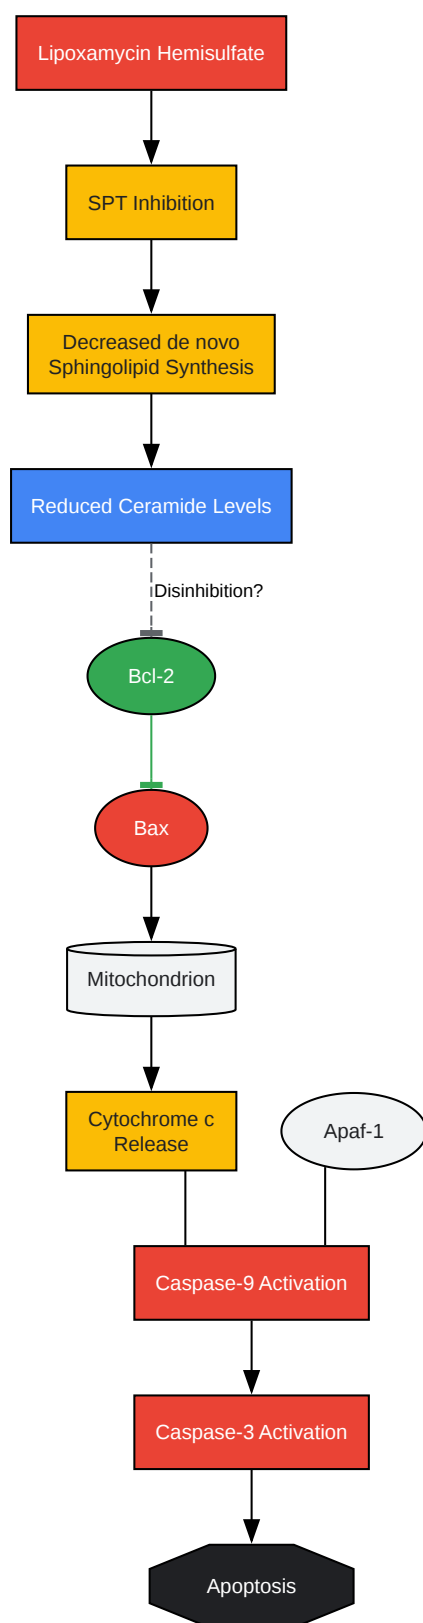 Lipoxamycin Hemisulfate
SPT Inhibition
Decreased de novo
Sphingolipid Synthesis
Reduced Ceramide Levels
Disinhibition?
Bcl-2
Bax
Mitochondrion
Cytochrome c
Release
Apaf-1
Caspase-9 Activation
Caspase-3 Activation
Apoptosis